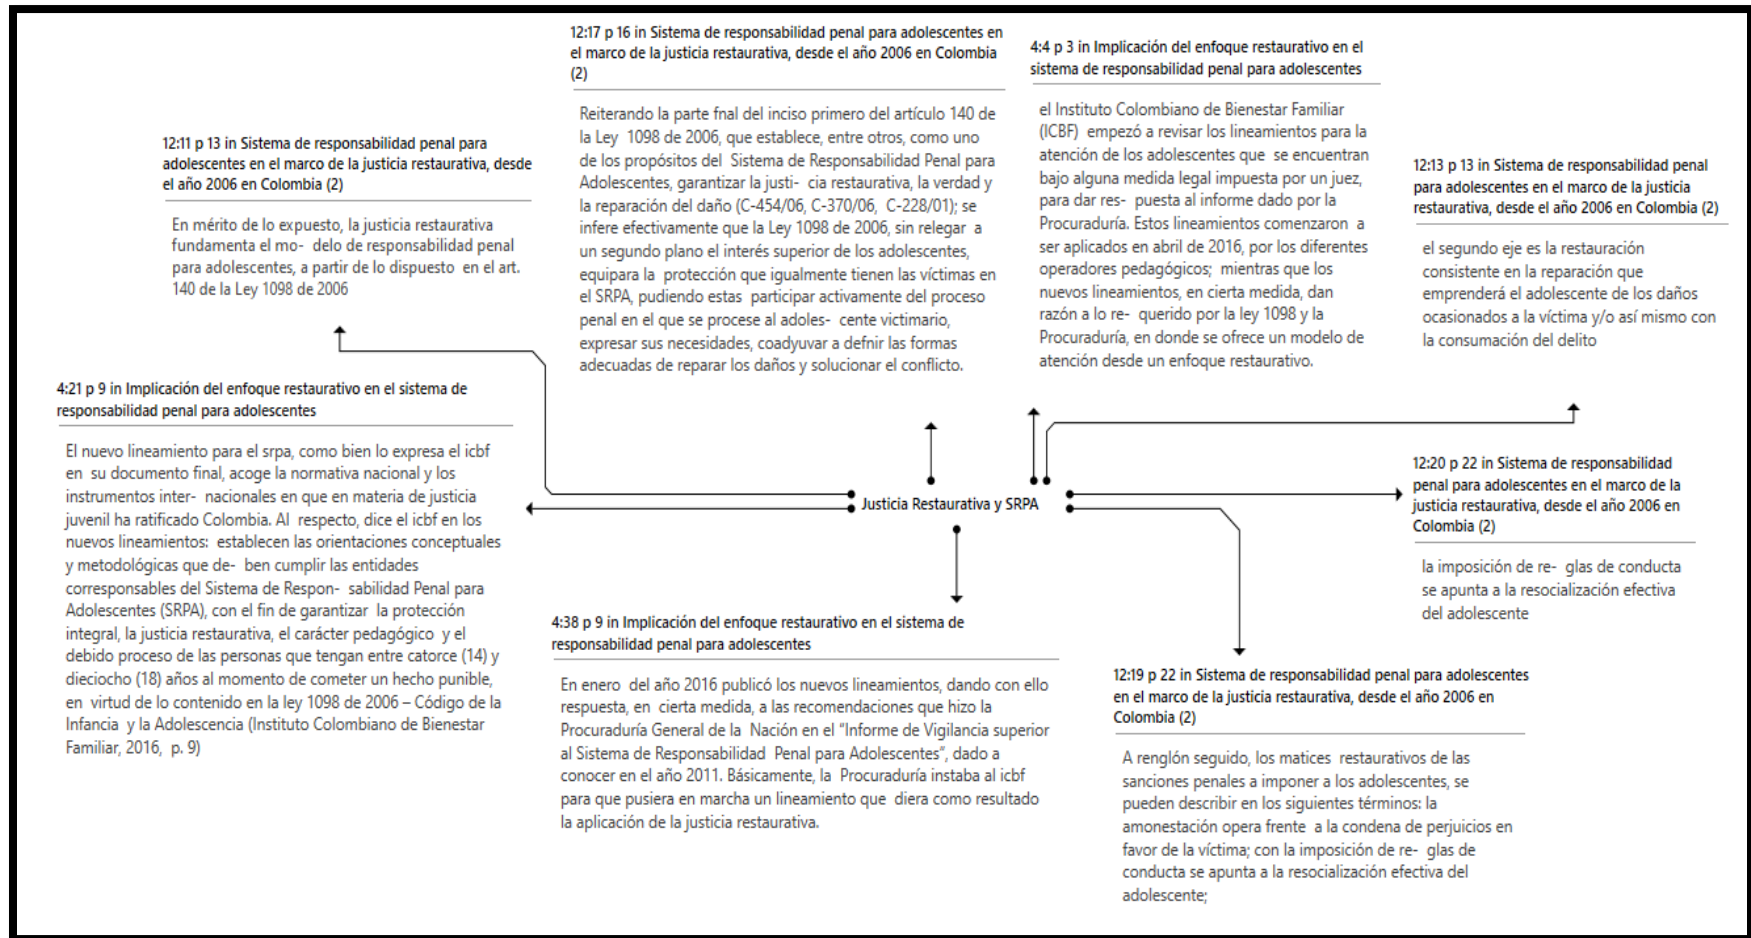 12:17 p 16 in Sistema de responsabilidad penal para adolescentes en
el marco de la justicia restaurativa, desde el año 2006 en Colombia
(2)
Reiterando la parte fnal del inciso primero del artículo 140 de
la Ley 1098 de 2006, que establece, entre otros, como uno
de los propósitos del Sistema de Responsabilidad Penal para
Adolescentes, garantizar la justi- cia restaurativa, la verdad y
la reparación del daño (C-454/06, C-370/06, C-228/01); se
infere efectivamente que la Ley 1098 de 2006, sin relegar a
un segundo plano el interés superior de los adolescentes,
equipara la protección que igualmente tienen las víctimas en
el SRPA, pudiendo estas participar activamente del proceso
penal en el que se procese al adoles- cente victimario,
expresar sus necesidades, coadyuvar a defnir las formas
adecuadas de reparar los daños y solucionar el conflicto.
4:4 p 3 in Implicación del enfoque restaurativo en el
sistema de responsabilidad penal para adolescentes
el Instituto Colombiano de Bienestar Familiar
(ICBF) empezó a revisar los lineamientos para la
atención de los adolescentes que se encuentran
bajo alguna medida legal impuesta por un juez,
para dar res- puesta al informe dado por la
Procuraduría. Estos lineamientos comenzaron a
ser aplicados en abril de 2016, por los diferentes
operadores pedagógicos; mientras que los
nuevos lineamientos, en cierta medida, dan
razón a lo re- querido por la ley 1098 y la
Procuraduría, en donde se ofrece un modelo de
atención desde un enfoque restaurativo.
12:11 p 13 in Sistema de responsabilidad penal para
adolescentes en el marco de la justicia restaurativa, desde
el año 2006 en Colombia (2)
En mérito de lo expuesto, la justicia restaurativa
fundamenta el mo- delo de responsabilidad penal
para adolescentes, a partir de lo dispuesto en el art.
140 de la Ley 1098 de 2006
12:13 p 13 in Sistema de responsabilidad penal
para adolescentes en el marco de la justicia
restaurativa, desde el año 2006 en Colombia (2)
el segundo eje es la restauración
consistente en la reparación que
emprenderá el adolescente de los daños
ocasionados a la víctima y/o así mismo con
la consumación del delito
4:21 p 9 in Implicación del enfoque restaurativo en el sistema de
responsabilidad penal para adolescentes
El nuevo lineamiento para el srpa, como bien lo expresa el icbf
en su documento final, acoge la normativa nacional y los
instrumentos inter- nacionales en que en materia de justicia
juvenil ha ratificado Colombia. Al respecto, dice el icbf en los
nuevos lineamientos: establecen las orientaciones conceptuales
y metodológicas que de- ben cumplir las entidades
corresponsables del Sistema de Respon- sabilidad Penal para
Adolescentes (SRPA), con el fin de garantizar la protección
integral, la justicia restaurativa, el carácter pedagógico y el
debido proceso de las personas que tengan entre catorce (14) y
dieciocho (18) años al momento de cometer un hecho punible,
en virtud de lo contenido en la ley 1098 de 2006 – Código de la
Infancia y la Adolescencia (Instituto Colombiano de Bienestar
Familiar, 2016, p. 9)
Justicia Restaurativa y SRPA
12:20 p 22 in Sistema de responsabilidad
penal para adolescentes en el marco de la
justicia restaurativa, desde el año 2006 en
Colombia (2)
la imposición de re- glas de conducta
se apunta a la resocialización efectiva
del adolescente
4:38 p 9 in Implicación del enfoque restaurativo en el sistema de
responsabilidad penal para adolescentes
En enero del año 2016 publicó los nuevos lineamientos, dando con ello
respuesta, en cierta medida, a las recomendaciones que hizo la
Procuraduría General de la Nación en el "Informe de Vigilancia superior
al Sistema de Responsabilidad Penal para Adolescentes", dado a
conocer en el año 2011. Básicamente, la Procuraduría instaba al icbf
para que pusiera en marcha un lineamiento que diera como resultado
la aplicación de la justicia restaurativa.
12:19 p 22 in Sistema de responsabilidad penal para adolescentes
en el marco de la justicia restaurativa, desde el año 2006 en
Colombia (2)
A renglón seguido, los matices restaurativos de las
sanciones penales a imponer a los adolescentes, se
pueden describir en los siguientes términos: la
amonestación opera frente a la condena de perjuicios en
favor de la víctima; con la imposición de re- glas de
conducta se apunta a la resocialización efectiva del
adolescente;